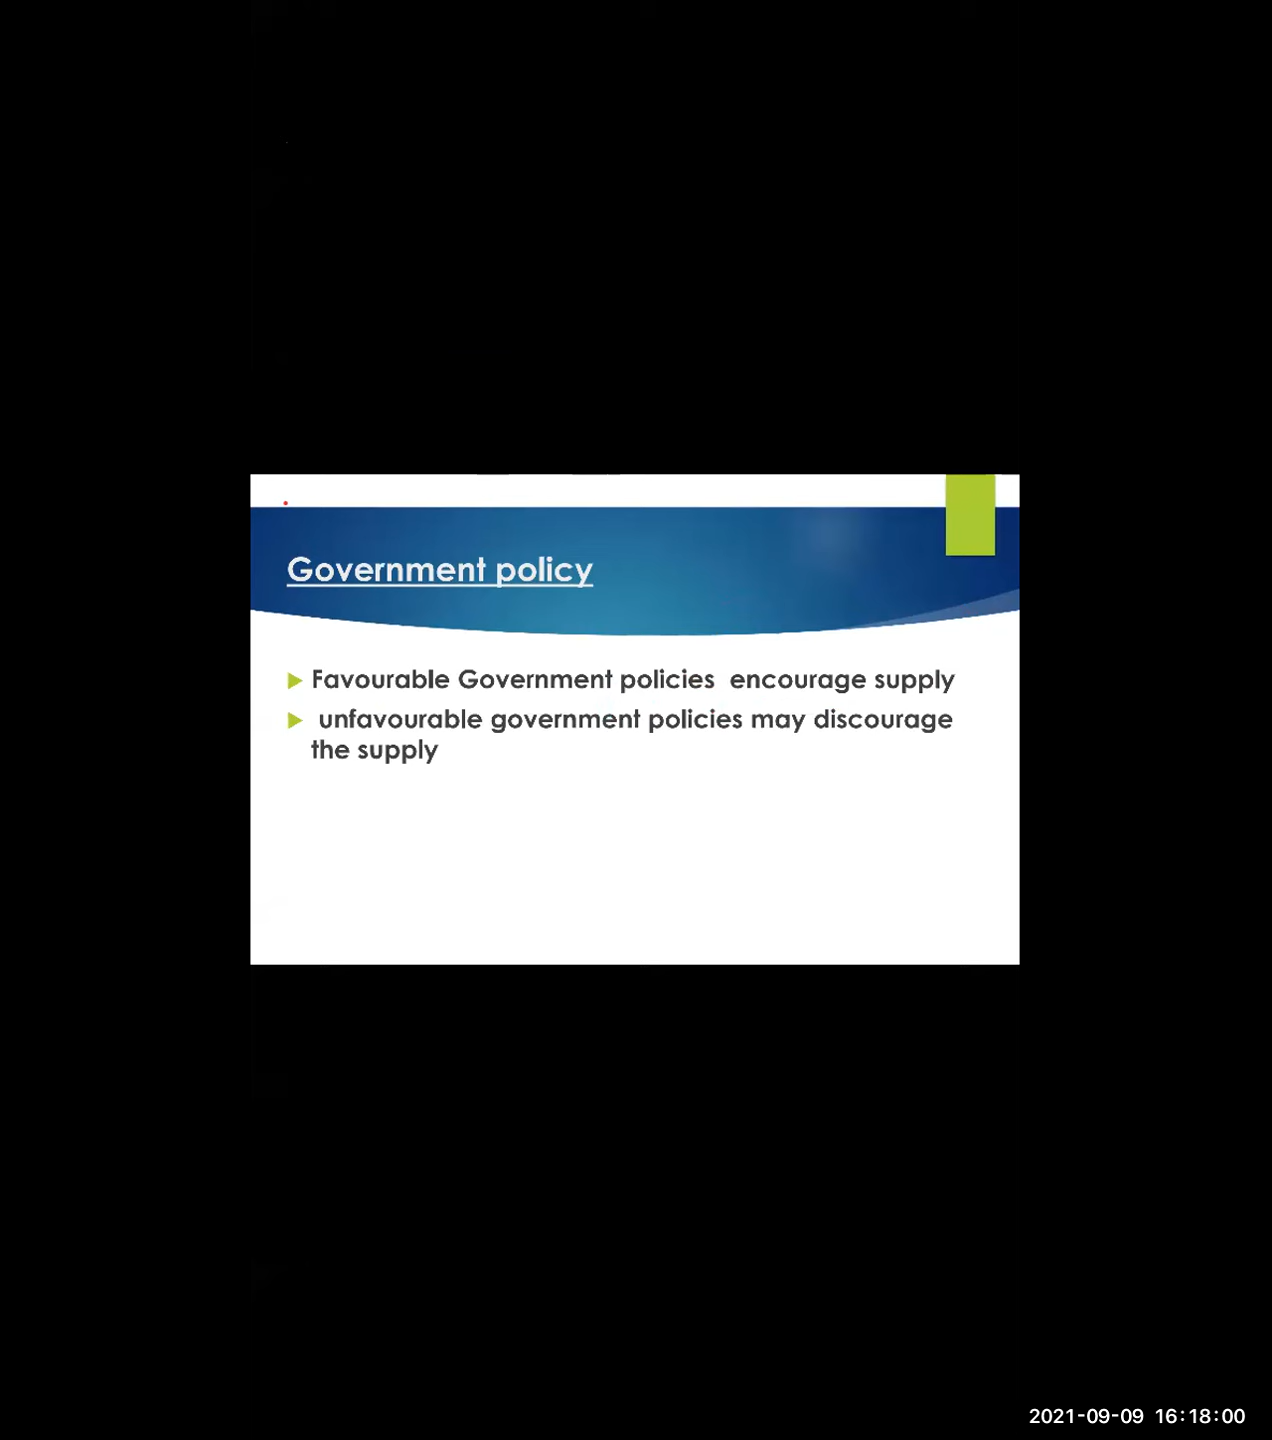 Government policy
Favourable Government policies  encourage supply
unfavourable government policies may discourage
the supply
2021-09-09 16:18:00